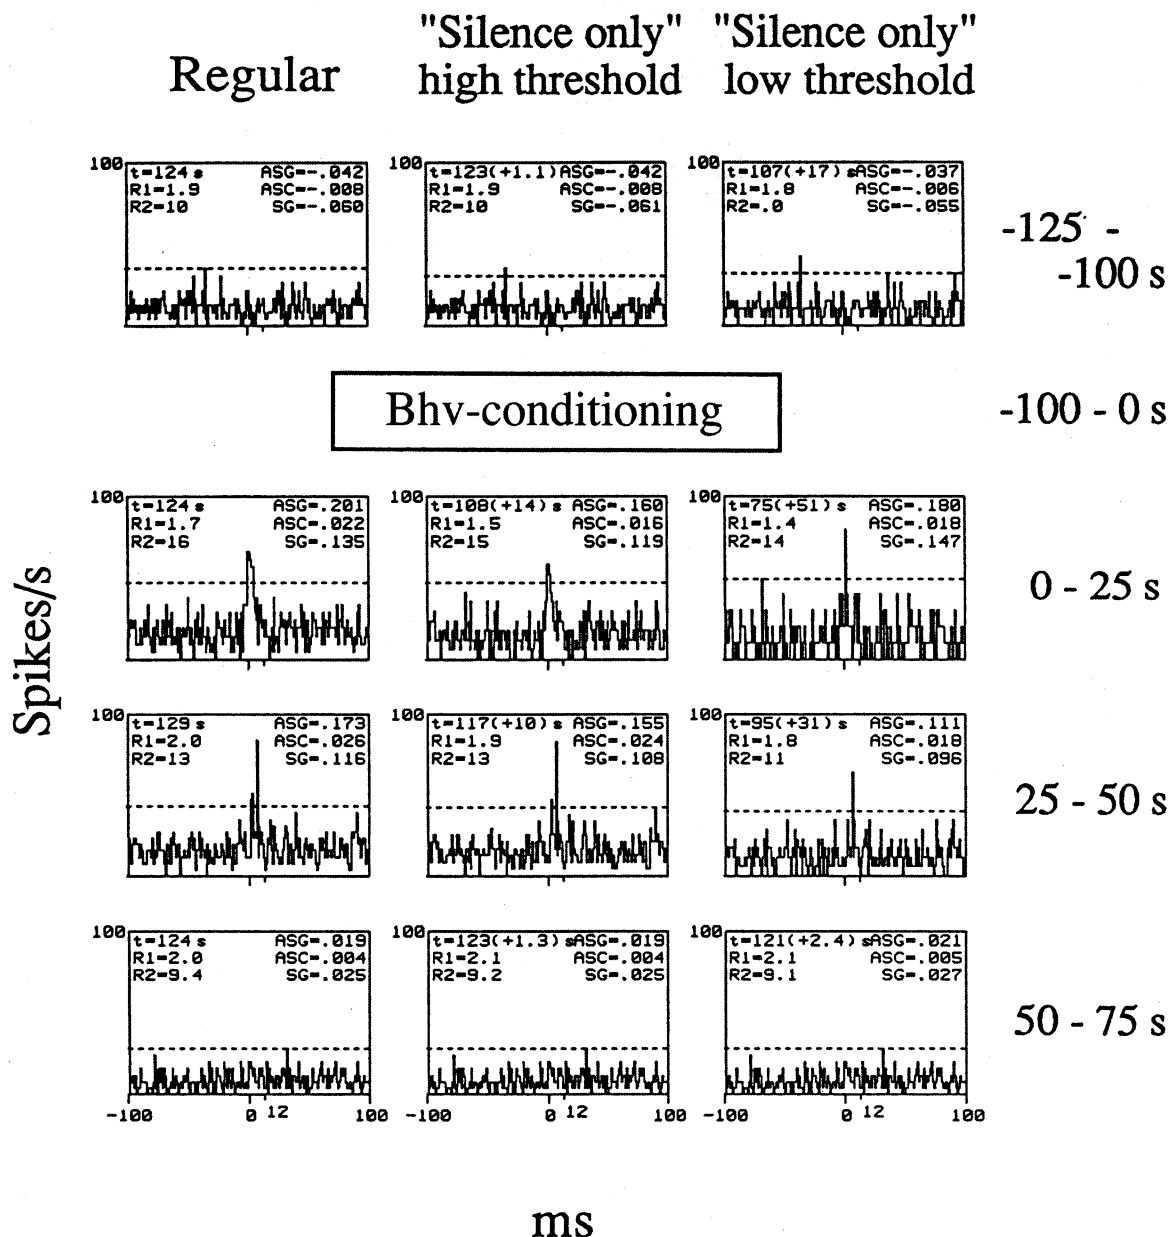 Regular
"Silence only" high threshold
"Silence only" low threshold
100
t=124 s ASG=-.042
R1=1.9 ASC=-.008
R2=10 SG=-.060
100
t=123(+1.1)ASG=-.042
R1=1.9 ASC=-.008
R2=10 SG=-.061
100
t=107(+17) sASG=-.037
R1=1.8 ASC=-.006
R2=.0 SG=-.055
-125 -
-100 s
Bhv-conditioning
-100 - 0 s
100
t=124 s ASG=.201
R1=1.7 ASC=.022
R2=16 SG=.135
100
t=108(+14) s ASG=.160
R1=1.5 ASC=.016
R2=15 SG=.119
100
t=75(+51) s ASG=.180
R1=1.4 ASC=.018
R2=14 SG=.147
0 - 25 s
Spikes/s
100
t=129 s ASG=.173
R1=2.0 ASC=.026
R2=13 SG=.116
100
t=117(+10) s ASG=.155
R1=1.9 ASC=.024
R2=13 SG=.108
100
t=95(+31) s ASG=.111
R1=1.8 ASC=.018
R2=11 SG=.096
25 - 50 s
100
t=124 s ASG=.019
R1=2.0 ASC=.004
R2=9.4 SG=.025
100
t=123(+1.3) sASG=.019
R1=2.1 ASC=.004
R2=9.2 SG=.025
100
t=121(+2.4) sASG=.021
R1=2.1 ASC=.005
R2=9.1 SG=.027
50 - 75 s
-100 0 12 100
-100 0 12 100
-100 0 12 100
ms